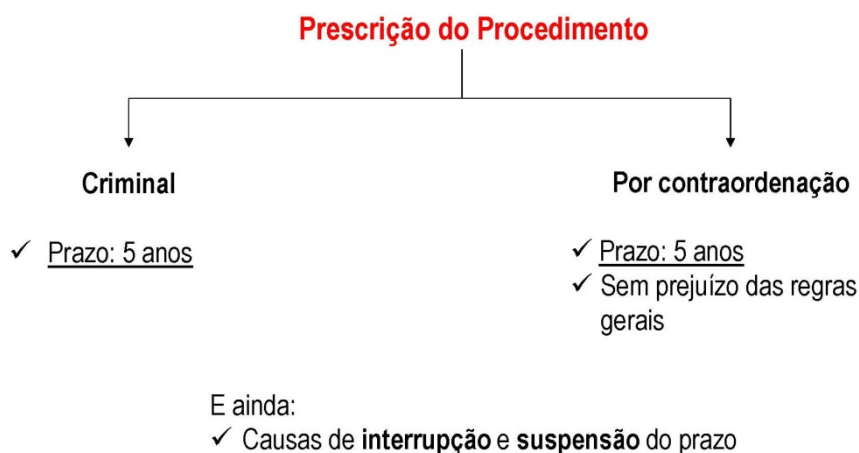 Prescrição do Procedimento
Criminal
✓ Prazo: 5 anos
Por contraordenação
✓ Prazo: 5 anos
✓ Sem prejuízo das regras
gerais
E ainda:
✓ Causas de interrupção e suspensão do prazo